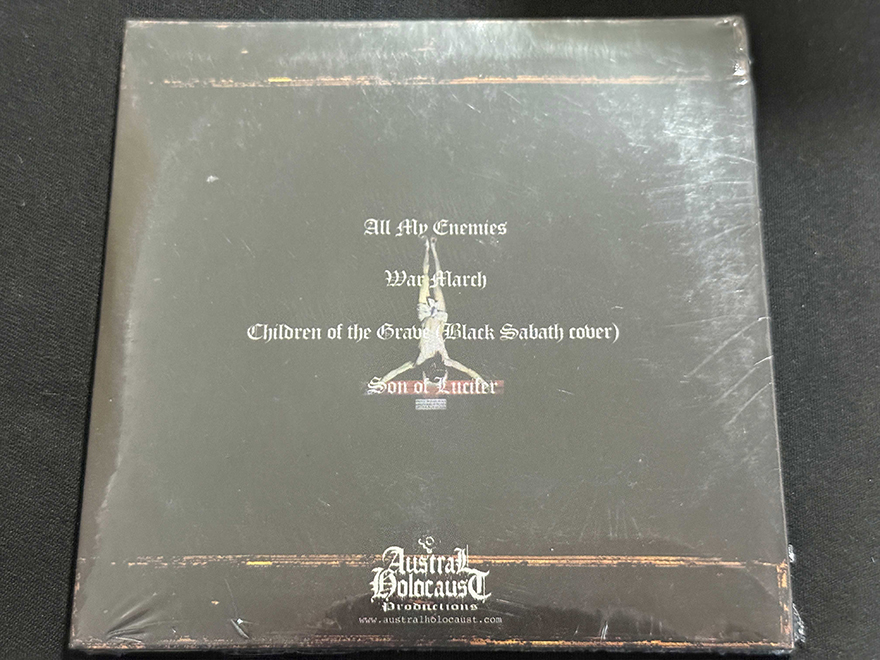 All My Enemies
War March
Children of the Grave (Black Sabath cover)
Son of Lucifer
Austral
Holocaust
Productions
www.australholocaust.com